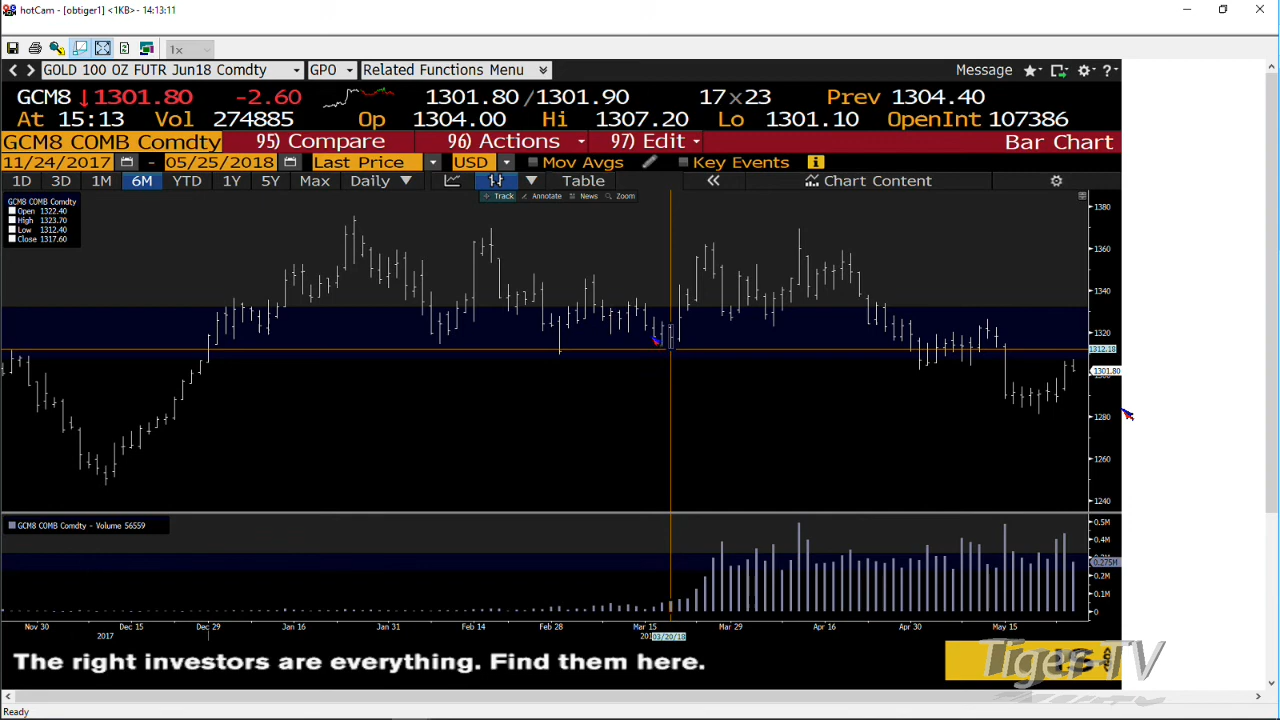 hotCam - [obtiger1] <1KB> - 14:13:11
1x
GOLD 100 OZ FUTR Jun18 Comdty GPO Related Functions Menu Message ?
GCM8 ↓1301.80 -2.60 1301.80/1301.90 17x23 Prev 1304.40
At 15:13 Vol 274885 Op 1304.00 Hi 1307.20 Lo 1301.10 OpenInt 107386
GCM8 COMB Comdty 95) Compare 96) Actions 97) Edit Bar Chart
11/24/2017 - 05/25/2018 Last Price USD Mov Avgs Key Events
1D 3D 1M 6M YTD 1Y 5Y Max Daily Table « Chart Content
Track Annotate News Zoom
GCM8 COMB Comdty
Open 1322.40
High 1323.70
Low 1312.40
Close 1317.60
1380
1360
1340
1320
1312.18
1301.80
1280
1260
1240
GCM8 COMB Comdty - Volume 56559
0.5M
0.4M
0.275M
0.2M
0.1M
0
Nov 30 Dec 15 Dec 29 Jan 16 Jan 31 Feb 14 Feb 28 Mar 15 Mar 29 Apr 16 Apr 30 May 15
2017 03/20/18
The right investors are everything. Find them here.
Tiger-TV
Ready